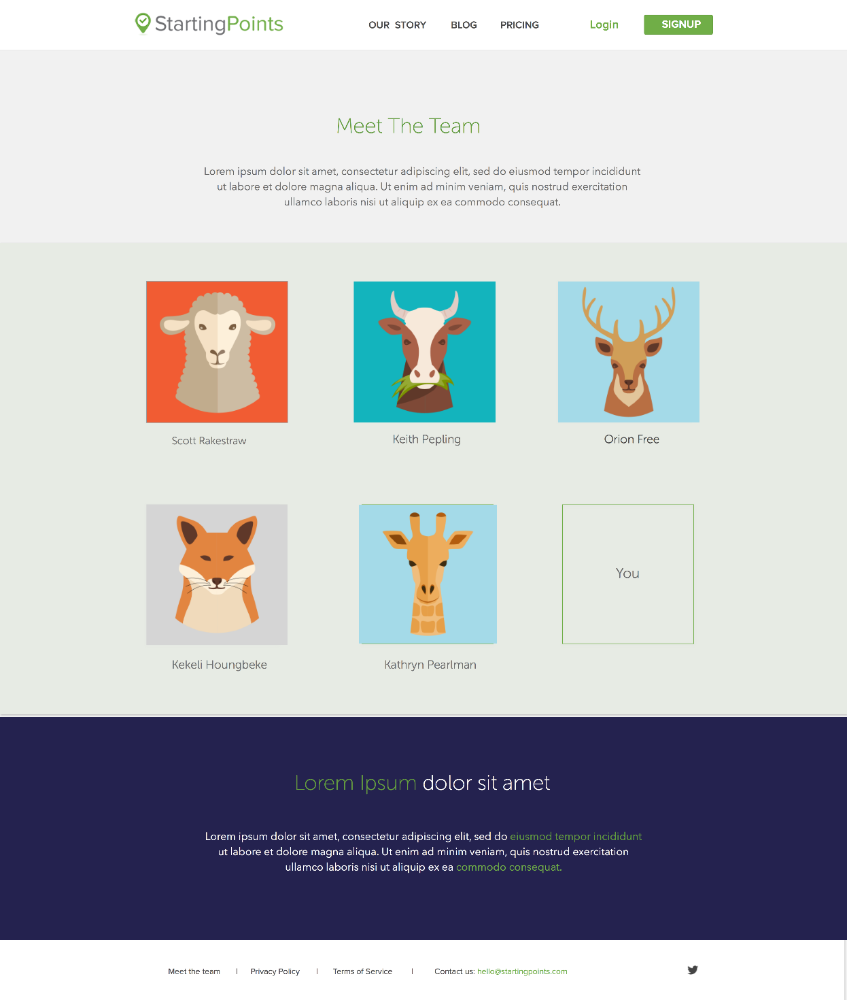 StartingPoints
OUR STORY BLOG PRICING Login SIGNUP
Meet The Team
Lorem ipsum dolor sit amet, consectetur adipiscing elit, sed do eiusmod tempor incididunt
ut labore et dolore magna aliqua. Ut enim ad minim veniam, quis nostrud exercitation
ullamco laboris nisi ut aliquip ex ea commodo consequat.
Scott Rakestraw
Keith Pepling
Orion Free
You
Kekeli Houngbeke
Kathryn Pearlman
Lorem Ipsum dolor sit amet
Lorem ipsum dolor sit amet, consectetur adipiscing elit, sed do eiusmod tempor incididunt
ut labore et dolore magna aliqua. Ut enim ad minim veniam, quis nostrud exercitation
ullamco laboris nisi ut aliquip ex ea commodo consequat.
Meet the team | Privacy Policy | Terms of Service | Contact us: hello@startingpoints.com